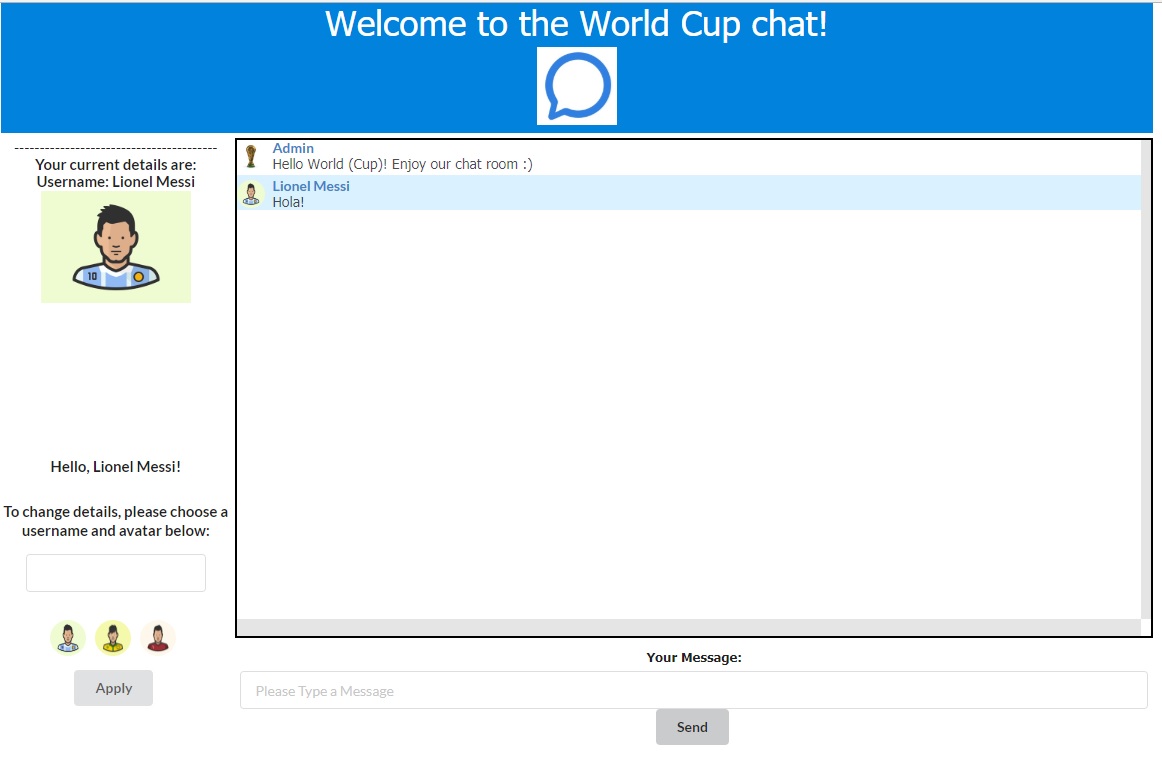 Welcome to the World Cup chat!
---------------------------------------
Your current details are:
Username: Lionel Messi
10
Hello, Lionel Messi!
To change details, please choose a
username and avatar below:
Apply
Admin
Hello World (Cup)! Enjoy our chat room :)
Lionel Messi
Hola!
Your Message:
Please Type a Message
Send